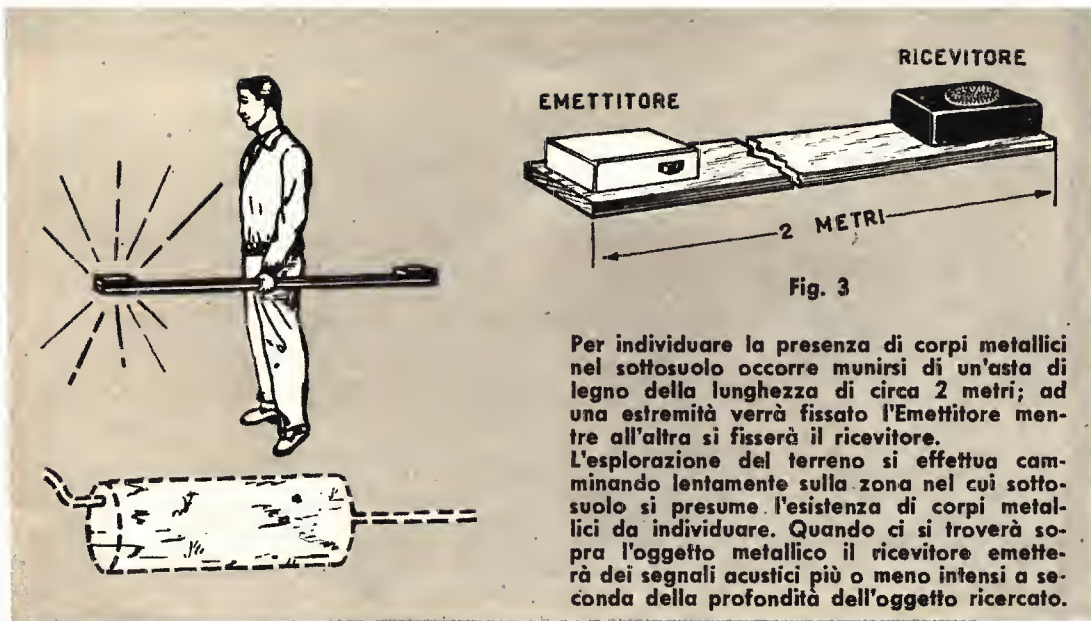 EMETTITORE
RICEVITORE
2 METRI
Fig. 3
Per individuare la presenza di corpi metallici
nel sottosuolo occorre munirsi di un'asta di
legno della lunghezza di circa 2 metri; ad
una estremità verrà fissato l'Emettitore men-
tre all'altra si fisserà il ricevitore.
L'esplorazione del terreno si effettua cam-
minando lentamente sulla zona nel cui sotto-
suolo si presume l'esistenza di corpi metal-
lici da individuare. Quando ci si troverà so-
pra l'oggetto metallico il ricevitore emette-
rà dei segnali acustici più o meno intensi a se-
conda della profondità dell'oggetto ricercato.